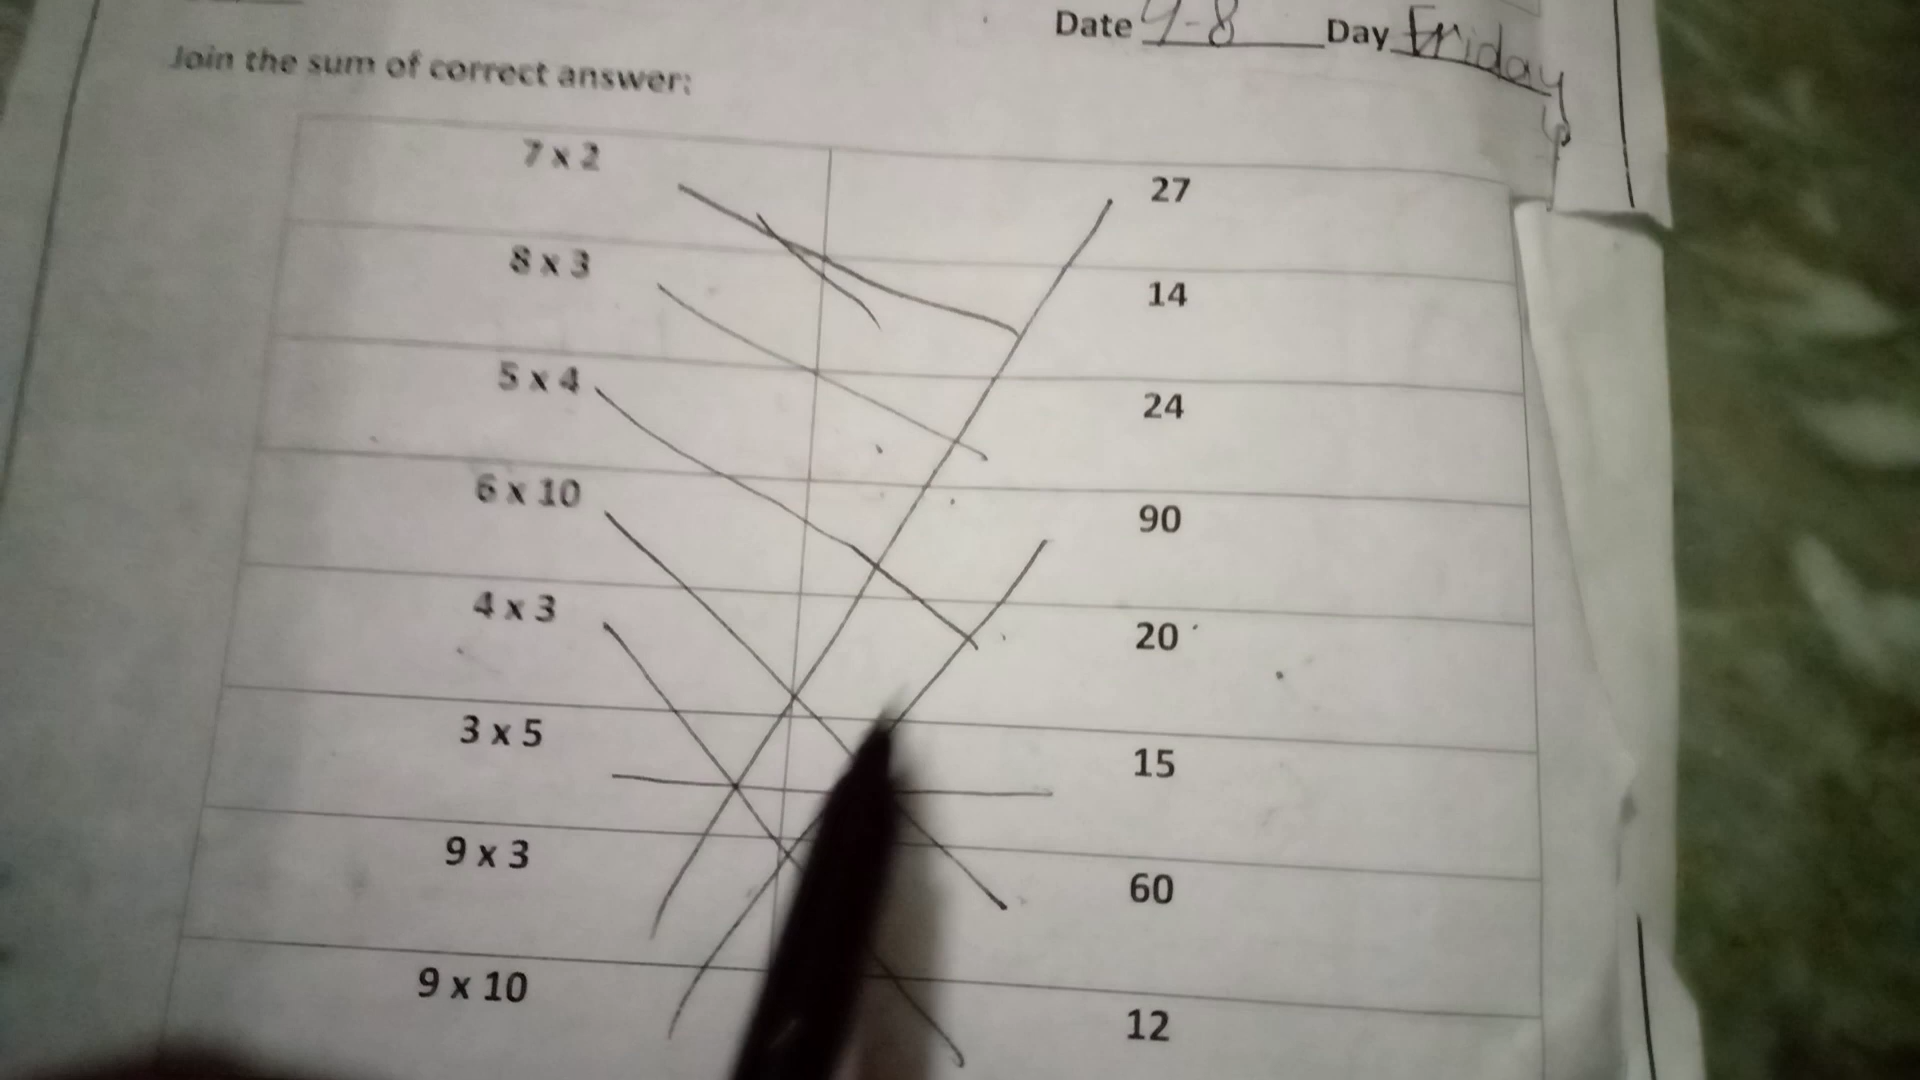 Date 4-8 Day Friday
Join the sum of correct answer:
7 x 2 27
8 x 3 14
5 x 4 24
6 x 10 90
4 x 3 20
3 x 5 15
9 x 3 60
9 x 10 12